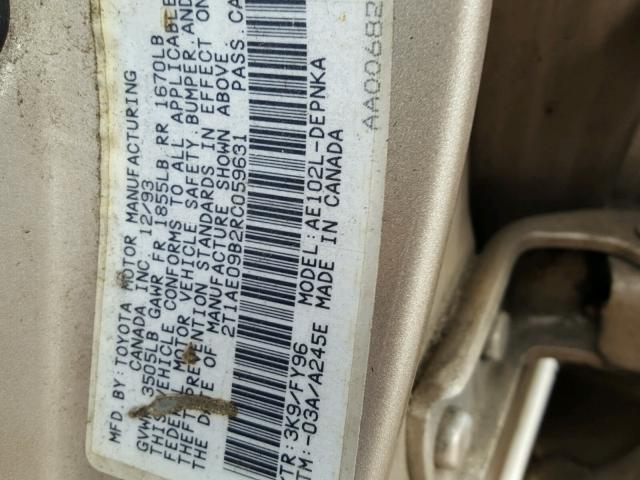 MFD. BY: TOYOTA MOTOR MANUFACTURING
CANADA INC. 12/93
GVWR 3505LB GAWR FR 1855LB RR 1670LB
THIS VEHICLE CONFORMS TO ALL APPLICABLE
FEDERAL MOTOR VEHICLE SAFETY, BUMPER, AND
THEFT PREVENTION STANDARDS IN EFFECT ON
THE DATE OF MANUFACTURE SHOWN ABOVE.
2T1AE09B2RC059631 PASS. CA
/TR: 3K9/FY96 MODEL: AE102L-DEPNKA
TM: -03A/A245E MADE IN CANADA
AA00682